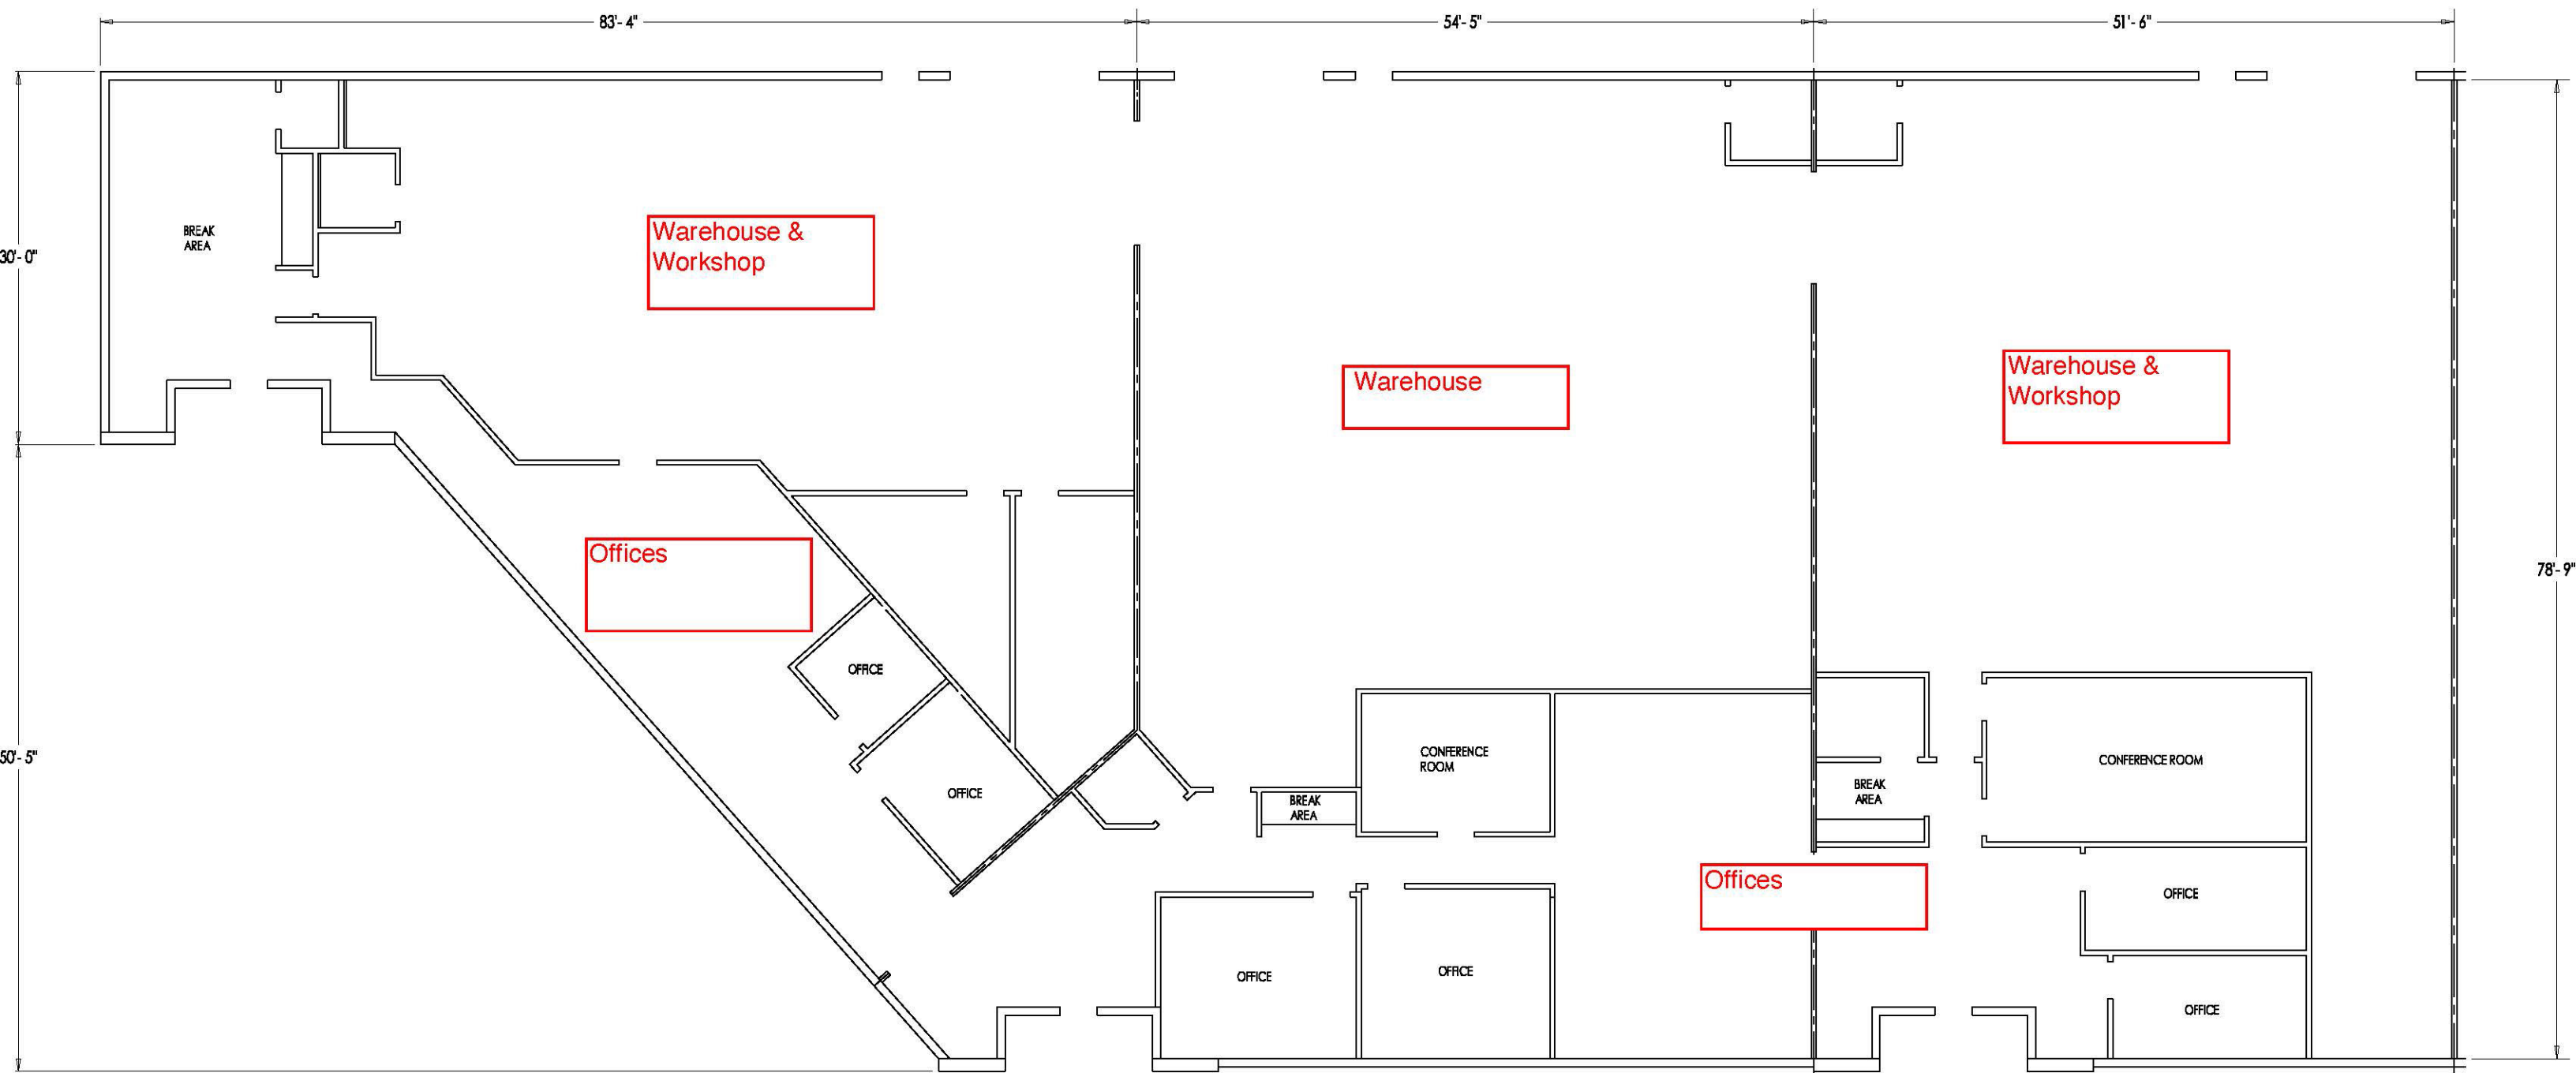 83'- 4"
54'- 5"
51'- 6"
BREAK
AREA
Warehouse &
Workshop
30'- 0"
Warehouse
Warehouse &
Workshop
Offices
78'- 9"
OFFICE
50'- 5"
CONFERENCE
ROOM
CONFERENCE ROOM
OFFICE
BREAK
AREA
BREAK
AREA
Offices
OFFICE
OFFICE
OFFICE
OFFICE